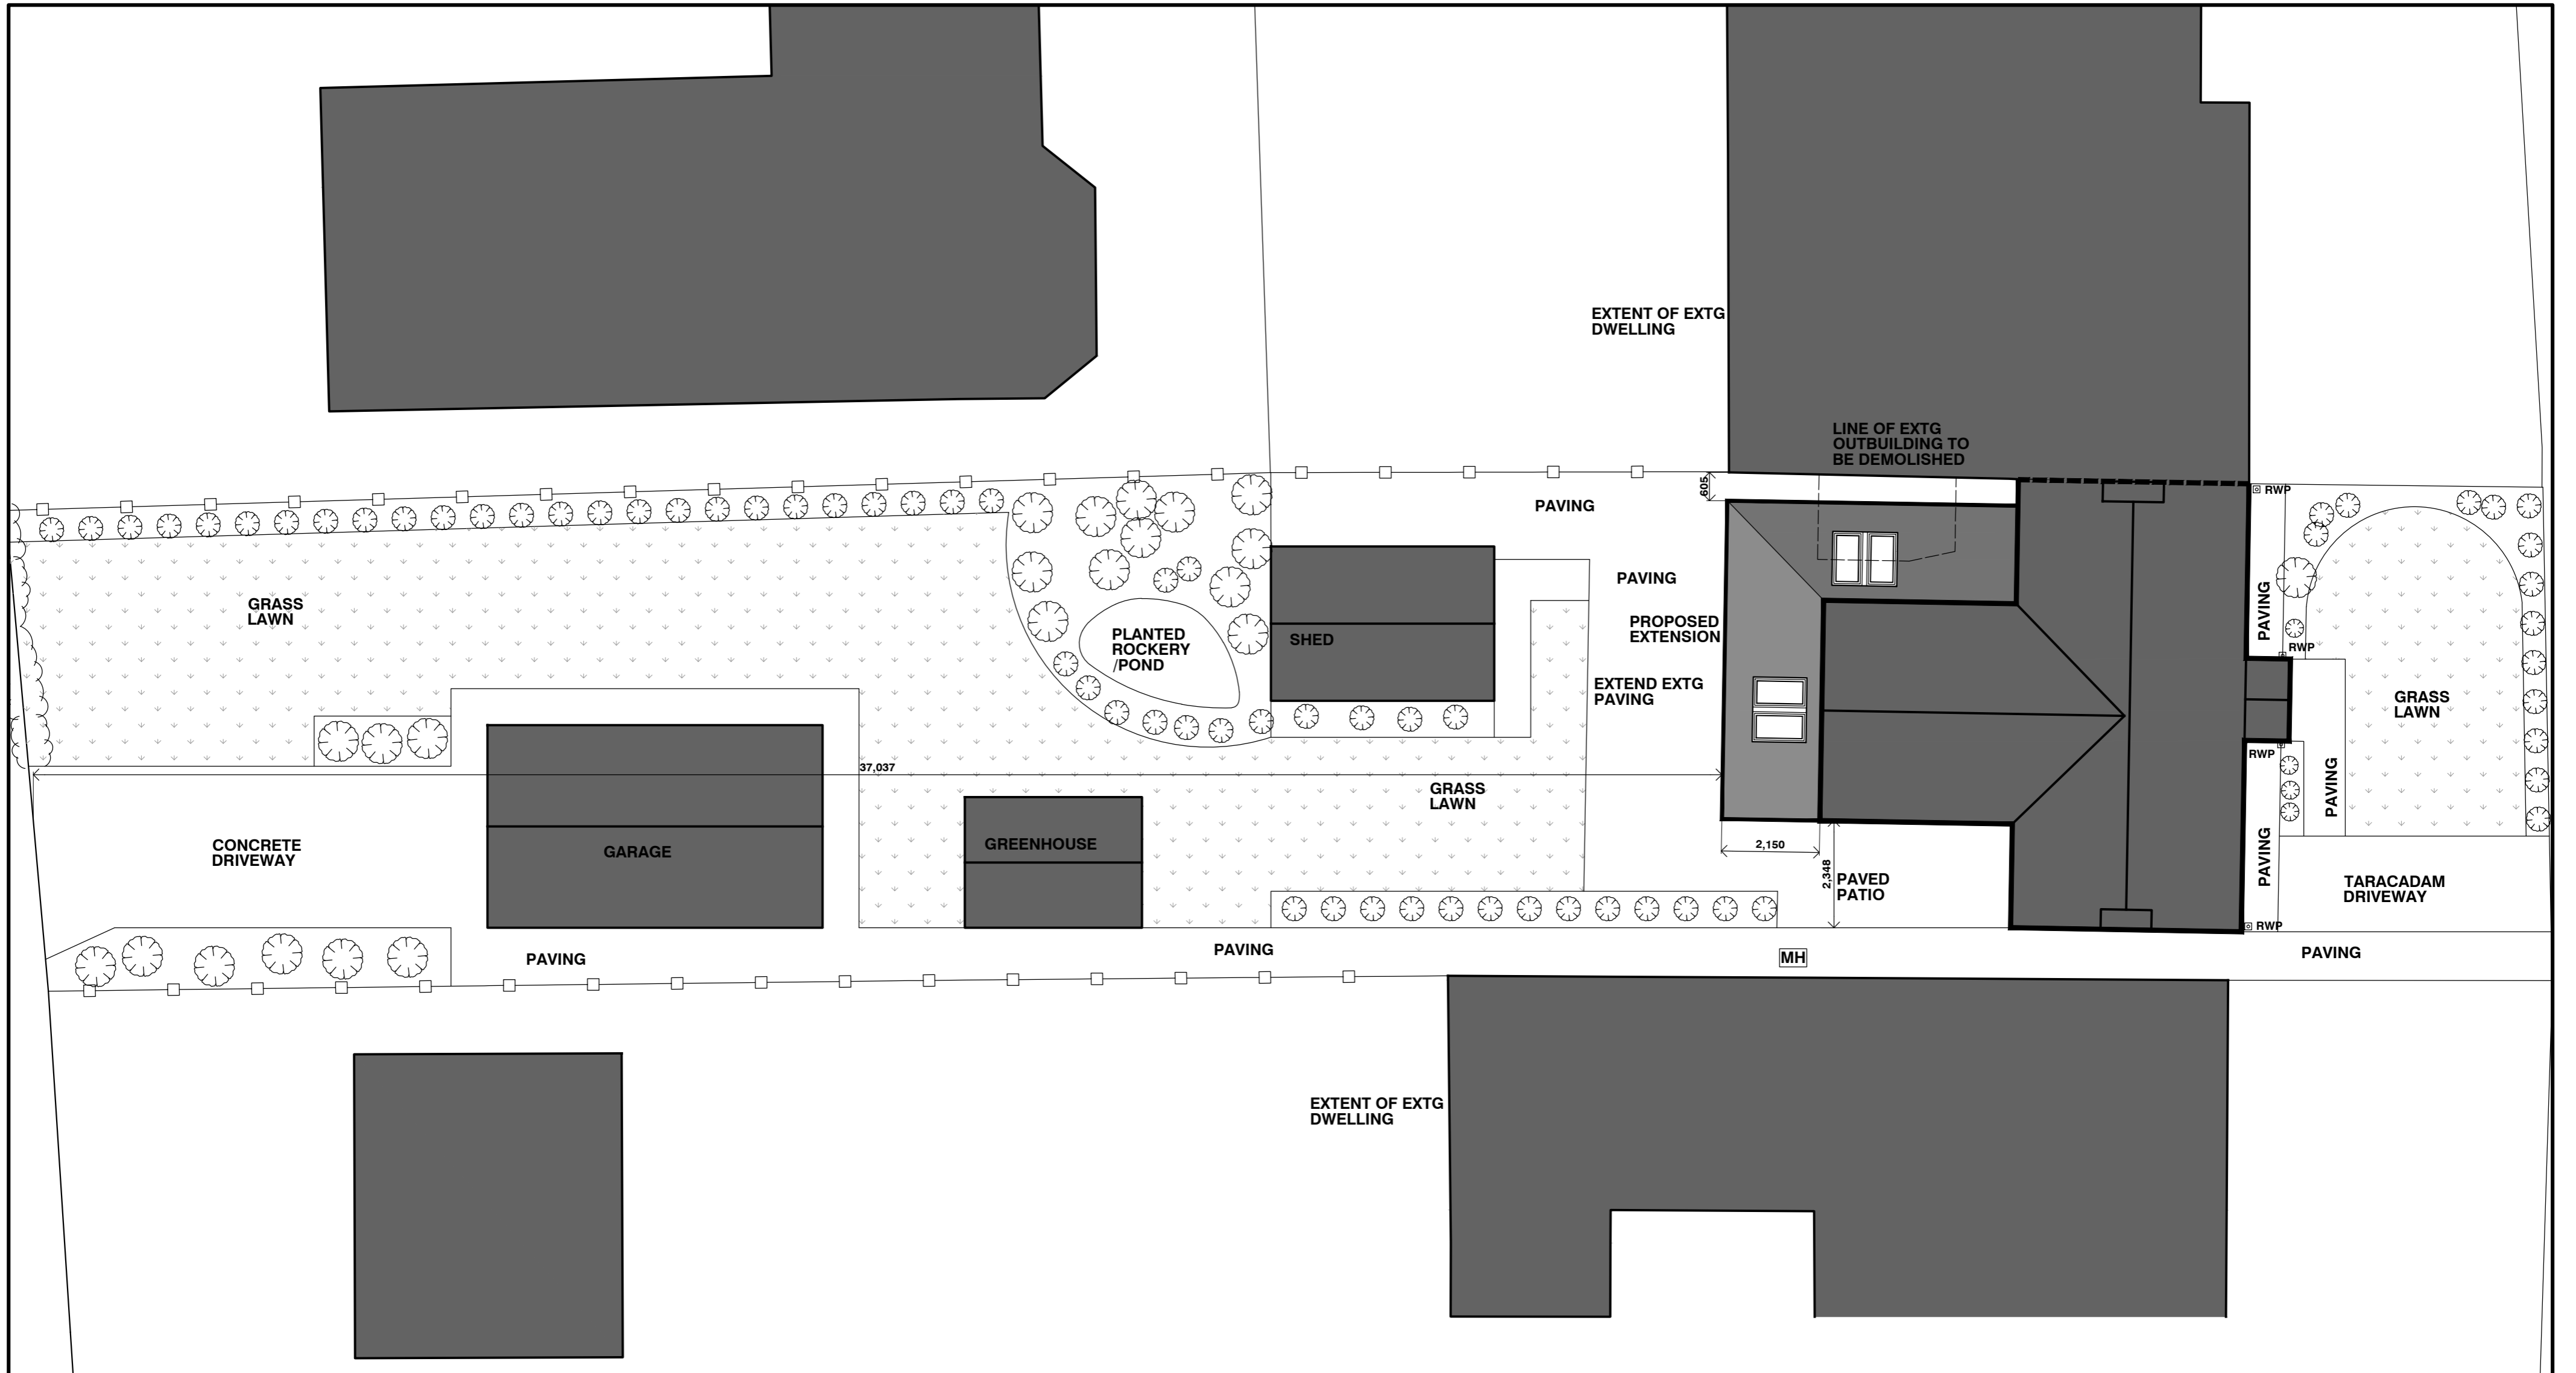 EXTENT OF EXTG
DWELLING
LINE OF EXTG
OUTBUILDING TO
BE DEMOLISHED
605
PAVING
RWP
GRASS
LAWN
PLANTED
ROCKERY
/POND
SHED
PAVING
PROPOSED
EXTENSION
EXTEND EXTG
PAVING
PAVING
RWP
GRASS
LAWN
RWP
PAVING
37,037
GRASS
LAWN
CONCRETE
DRIVEWAY
GARAGE
GREENHOUSE
2,150
2,348
PAVED
PATIO
PAVING
TARACADAM
DRIVEWAY
RWP
PAVING
PAVING
MH
PAVING
EXTENT OF EXTG
DWELLING